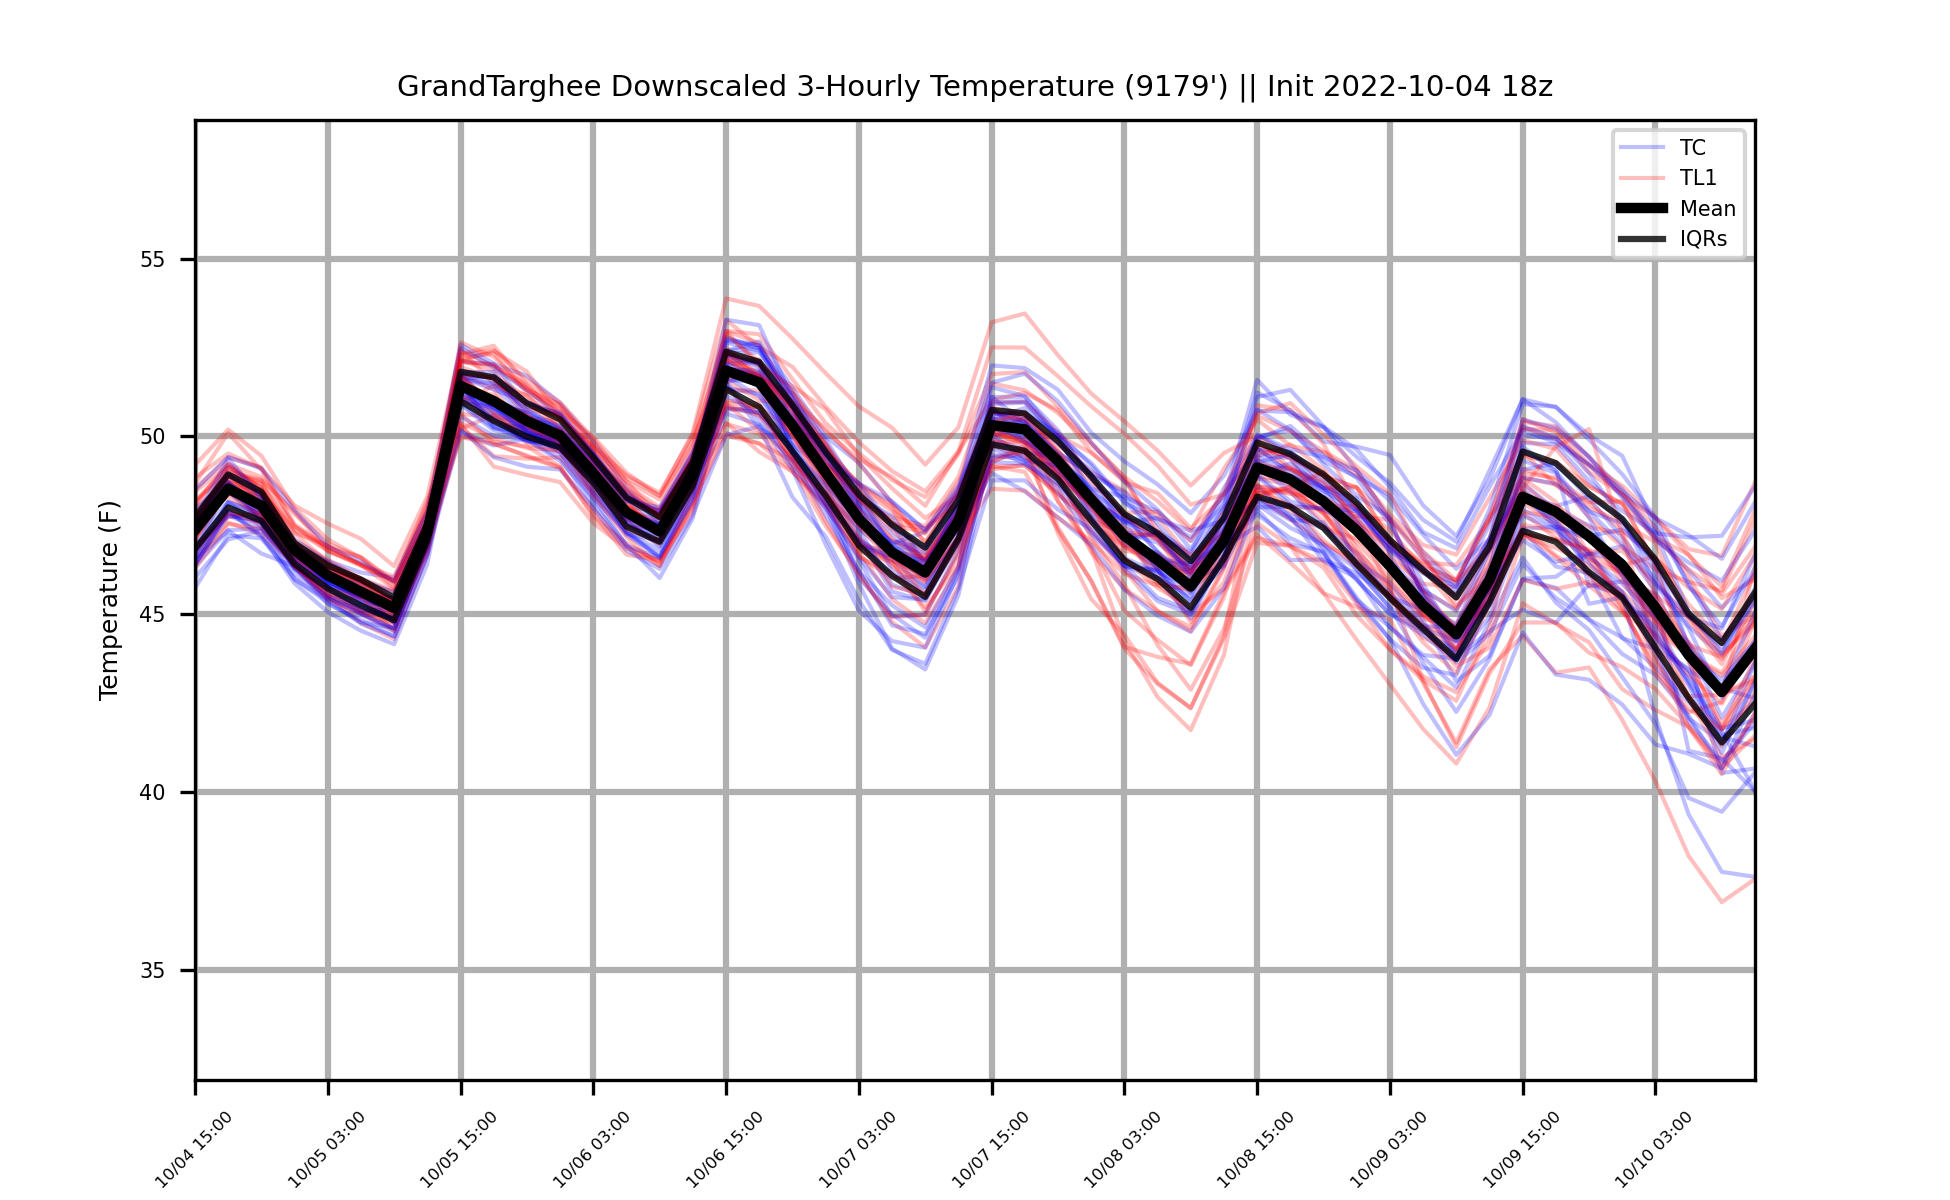 GrandTarghee Downscaled 3-Hourly Temperature (9179') || Init 2022-10-04 18z
TC
TL1
Mean
IQRs
Temperature (F)
55
50
45
40
35
10/04 15:00
10/05 03:00
10/05 15:00
10/06 03:00
10/06 15:00
10/07 03:00
10/07 15:00
10/08 03:00
10/08 15:00
10/09 03:00
10/09 15:00
10/10 03:00